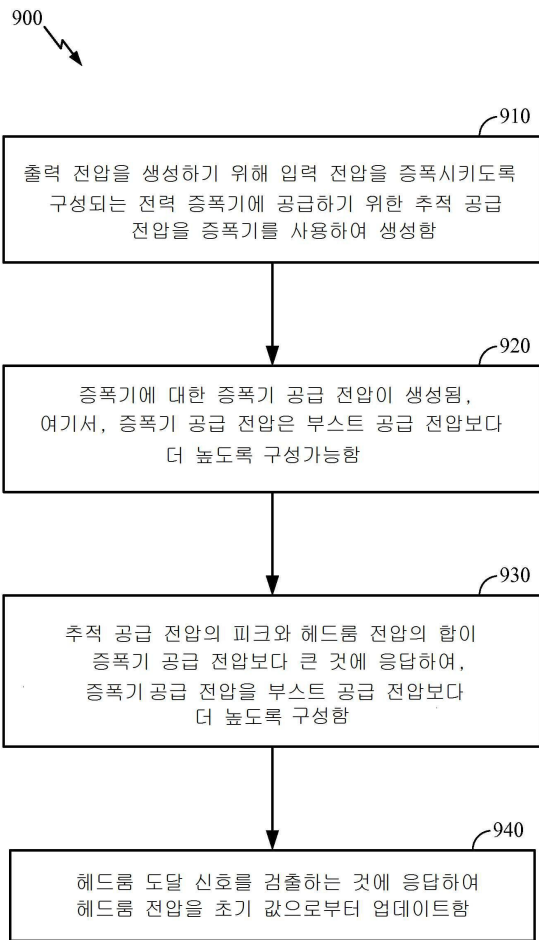 900
910
출력 전압을 생성하기 위해 입력 전압을 증폭시키도록
구성되는 전력 증폭기에 공급하기 위한 추적 공급
전압을 증폭기를 사용하여 생성함
920
증폭기에 대한 증폭기 공급 전압이 생성됨,
여기서, 증폭기 공급 전압은 부스트 공급 전압보다
더 높도록 구성가능함
930
추적 공급 전압의 피크와 헤드룸 전압의 합이
증폭기 공급 전압보다 큰 것에 응답하여,
증폭기 공급 전압을 부스트 공급 전압보다
더 높도록 구성함
940
헤드룸 도달 신호를 검출하는 것에 응답하여
헤드룸 전압을 초기 값으로부터 업데이트함